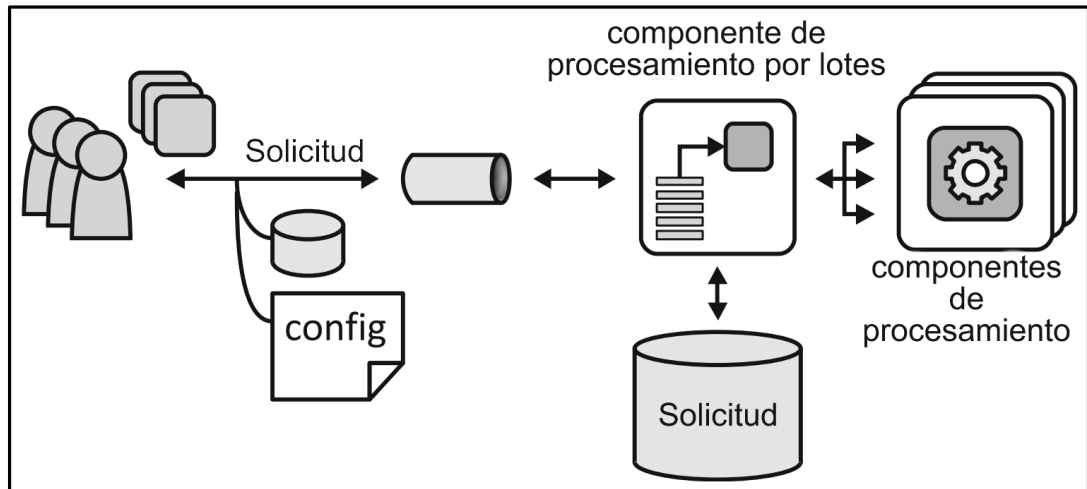 componente de
procesamiento por lotes
Solicitud
config
componentes
de
procesamiento
Solicitud